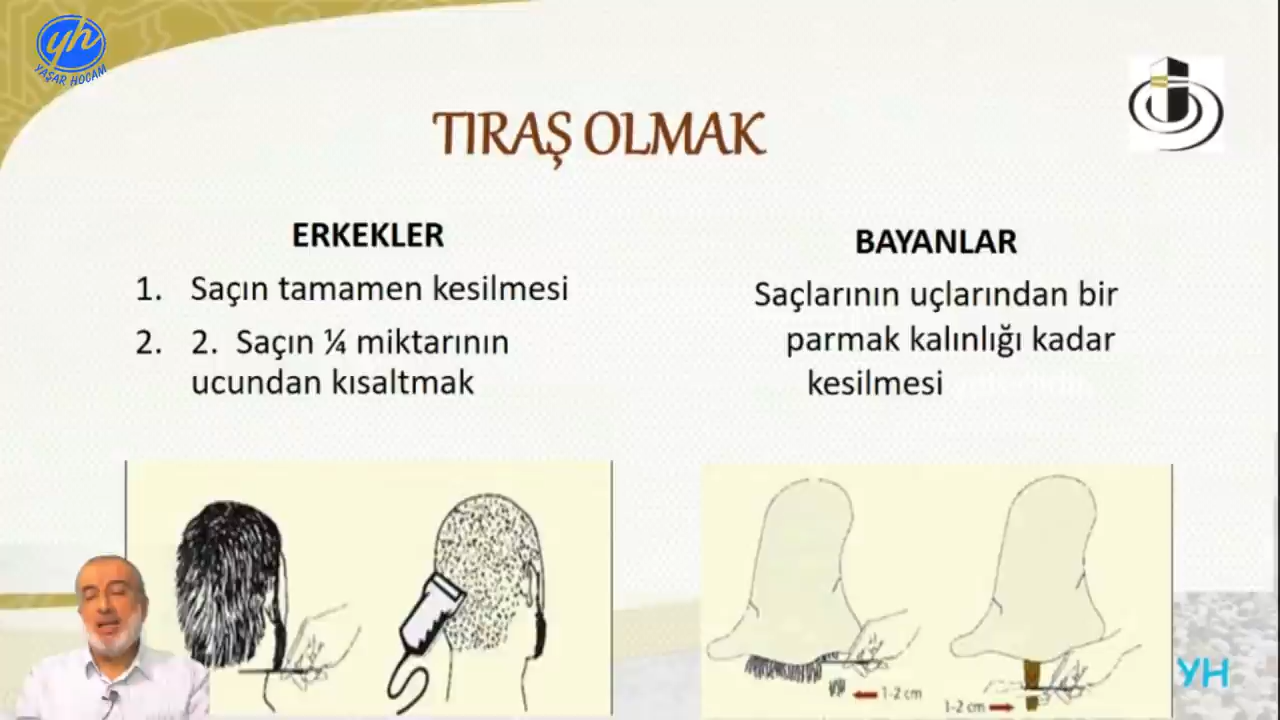 yh
YAŞAR HOCAM
TIRAŞ OLMAK
ERKEKLER
1. Saçın tamamen kesilmesi
2. 2. Saçın ¼ miktarının
ucundan kısaltmak
BAYANLAR
Saçlarının uçlarından bir
parmak kalınlığı kadar
kesilmesi
1-2 cm
1-2 cm
YH